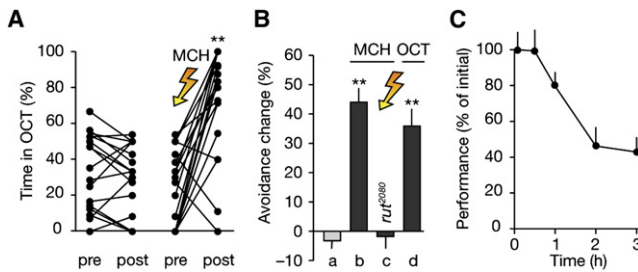 A
MCH
**
100
80
60
40
20
0
Time in OCT (%)
pre post pre post
B
MCH OCT
60
50
40
30
20
10
0
−10
Avoidance change (%)
**
**
rut2080
a b c d
C
100
80
60
40
20
0
Performance (% of initial)
0 1 2 3
Time (h)